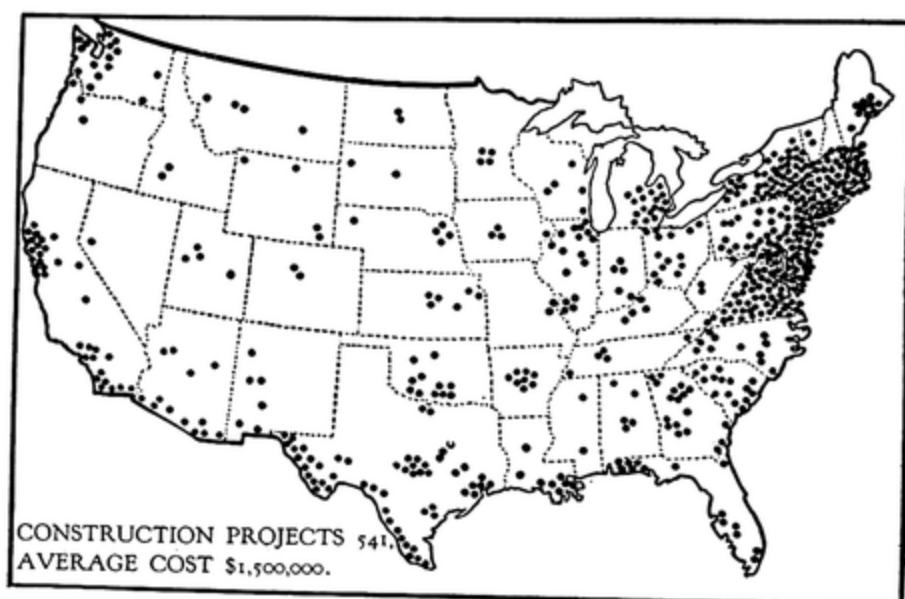 CONSTRUCTION PROJECTS 541,
AVERAGE COST $1,500,000.